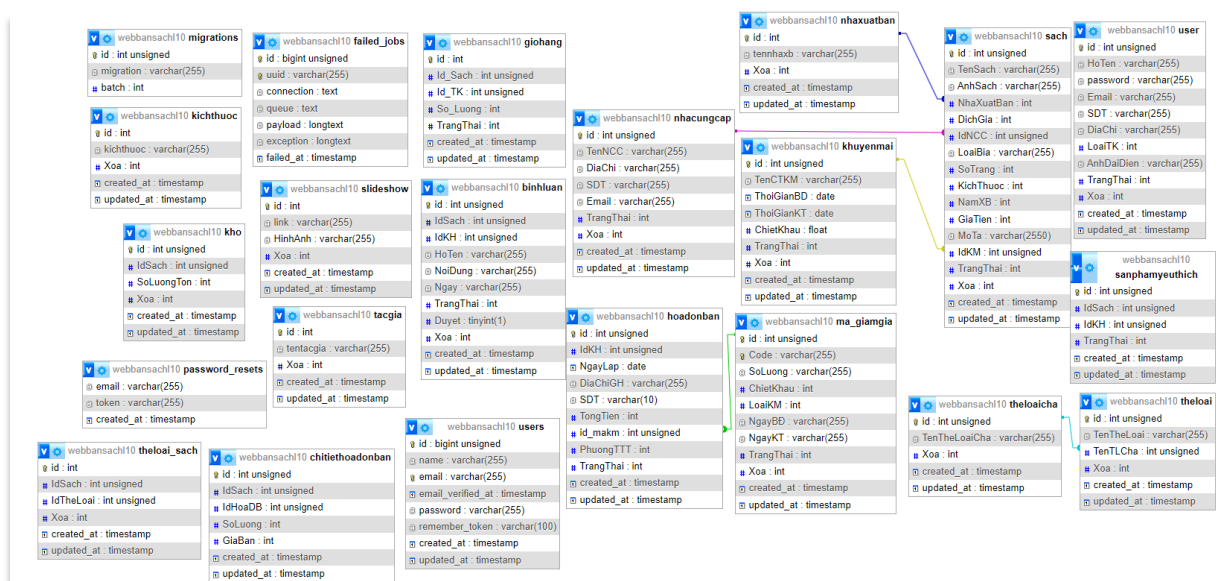 webbansachl10 migrations
id : int unsigned
migration : varchar(255)
batch : int
webbansachl10 failed_jobs
id : bigint unsigned
uuid : varchar(255)
connection : text
queue : text
payload : longtext
exception : longtext
failed_at : timestamp
webbansachl10 giohang
id : int
Id_Sach : int unsigned
Id_TK : int unsigned
So_Luong : int
TrangThai : int
created_at : timestamp
updated_at : timestamp
webbansachl10 nhaxuatban
id : int
tennhaxb : varchar(255)
Xoa : int
created_at : timestamp
updated_at : timestamp
webbansachl10 sach
id : int unsigned
TenSach : varchar(255)
AnhSach : varchar(255)
NhaXuatBan : int
DichGia : int
IdNCC : int unsigned
LoaiBia : varchar(255)
SoTrang : int
KichThuoc : int
NamXB : int
GiaTien : int
MoTa : varchar(2550)
IdKM : int unsigned
TrangThai : int
Xoa : int
created_at : timestamp
updated_at : timestamp
webbansachl10 user
id : int unsigned
HoTen : varchar(255)
password : varchar(255)
Email : varchar(255)
SDT : varchar(255)
DiaChi : varchar(255)
LoaiTK : int
AnhDaiDien : varchar(255)
TrangThai : int
Xoa : int
created_at : timestamp
updated_at : timestamp
webbansachl10 kichthuoc
id : int
kichthuoc : varchar(255)
Xoa : int
created_at : timestamp
updated_at : timestamp
webbansachl10 nhacungcap
id : int unsigned
TenNCC : varchar(255)
DiaChi : varchar(255)
SDT : varchar(255)
Email : varchar(255)
TrangThai : int
Xoa : int
created_at : timestamp
updated_at : timestamp
webbansachl10 khuyenmai
id : int unsigned
TenCTKM : varchar(255)
ThoiGianBD : date
ThoiGianKT : date
ChietKhau : float
TrangThai : int
Xoa : int
created_at : timestamp
updated_at : timestamp
webbansachl10 slideshow
id : int
link : varchar(255)
HinhAnh : varchar(255)
Xoa : int
created_at : timestamp
updated_at : timestamp
webbansachl10 binhluan
id : int
IdSach : int unsigned
IdKH : int unsigned
HoTen : varchar(255)
NoiDung : varchar(255)
Ngay : varchar(255)
TrangThai : int
Duyet : tinyint(1)
Xoa : int
created_at : timestamp
updated_at : timestamp
webbansachl10 kho
id : int unsigned
IdSach : int unsigned
SoLuongTon : int
Xoa : int
created_at : timestamp
updated_at : timestamp
webbansachl10
sanphamyeuthich
id : int unsigned
IdSach : int unsigned
IdKH : int unsigned
TrangThai : int
created_at : timestamp
updated_at : timestamp
webbansachl10 tacgia
id : int
tentacgia : varchar(255)
Xoa : int
created_at : timestamp
updated_at : timestamp
webbansachl10 hoadonban
id : int unsigned
IdKH : int unsigned
NgayLap : date
DiaChiGH : varchar(255)
SDT : varchar(10)
TongTien : int
id_makm : int unsigned
PhuongTTT : int
TrangThai : int
created_at : timestamp
updated_at : timestamp
webbansachl10 ma_giamgia
id : int unsigned
Code : varchar(255)
SoLuong : varchar(255)
ChietKhau : int
LoaiKM : int
NgayBĐ : varchar(255)
NgayKT : varchar(255)
TrangThai : int
Xoa : int
created_at : timestamp
updated_at : timestamp
webbansachl10 password_resets
email : varchar(255)
token : varchar(255)
created_at : timestamp
webbansachl10 theloaicha
id : int unsigned
TenTheLoaiCha : varchar(255)
Xoa : int
created_at : timestamp
updated_at : timestamp
webbansachl10 theloai
id : int unsigned
TenTheLoai : varchar(255)
TenTLCha : int unsigned
Xoa : int
created_at : timestamp
updated_at : timestamp
webbansachl10 users
id : bigint unsigned
name : varchar(255)
email : varchar(255)
email_verified_at : timestamp
password : varchar(255)
remember_token : varchar(100)
created_at : timestamp
updated_at : timestamp
webbansachl10 theloai_sach
id : int
IdSach : int unsigned
IdTheLoai : int unsigned
Xoa : int
created_at : timestamp
updated_at : timestamp
webbansachl10 chitiethoadonban
id : int unsigned
IdSach : int unsigned
IdHoaDB : int unsigned
SoLuong : int
GiaBan : int
created_at : timestamp
updated_at : timestamp